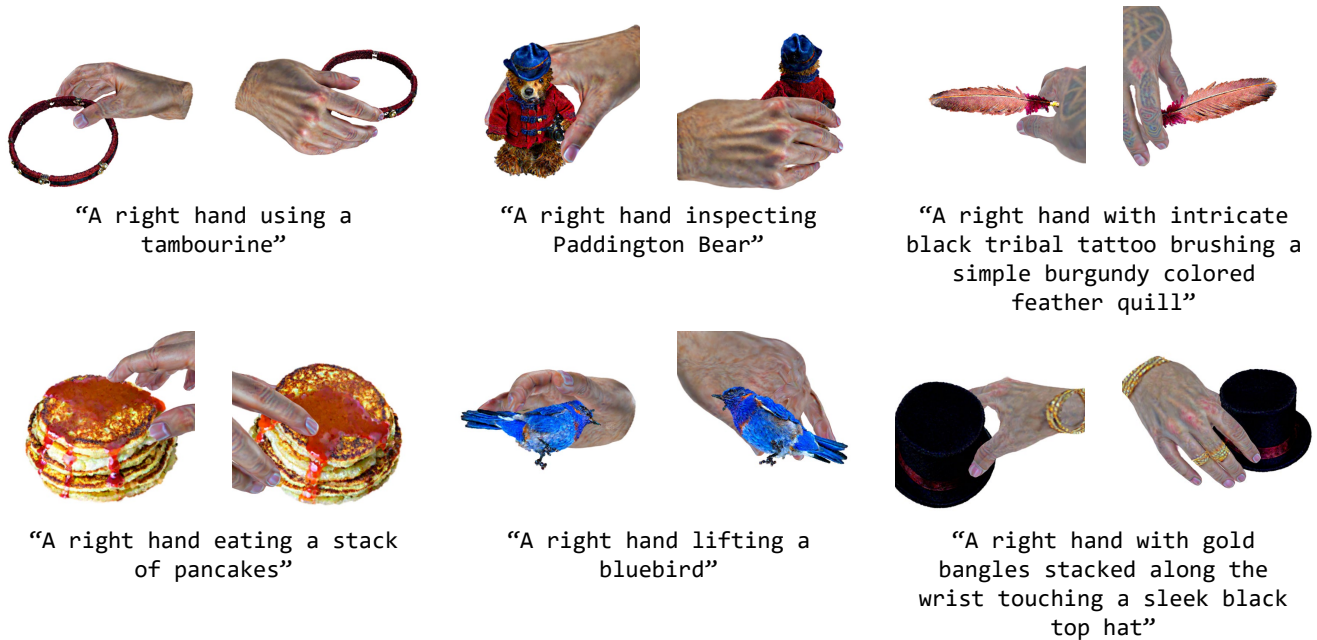 “A right hand using a
tambourine”
“A right hand inspecting
Paddington Bear”
“A right hand with intricate
black tribal tattoo brushing a
simple burgundy colored
feather quill”
“A right hand eating a stack
of pancakes”
“A right hand lifting a
bluebird”
“A right hand with gold
bangles stacked along the
wrist touching a sleek black
top hat”